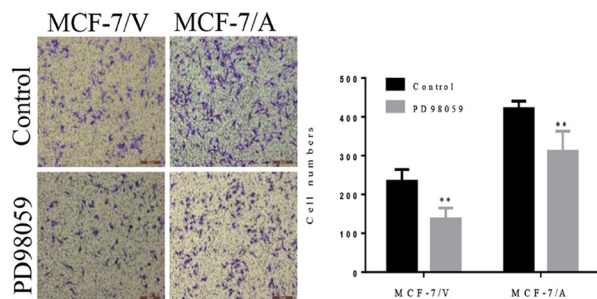 MCF-7/V MCF-7/A
Control
PD98059
Cell numbers
500
400
300
200
100
0
Control
PD98059
**
**
MCF-7/V MCF-7/A